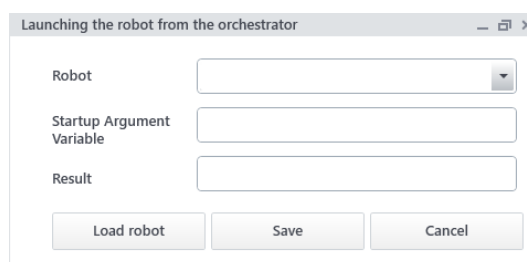 Launching the robot from the orchestrator
Robot
Startup Argument
Variable
Result
Load robot
Save
Cancel